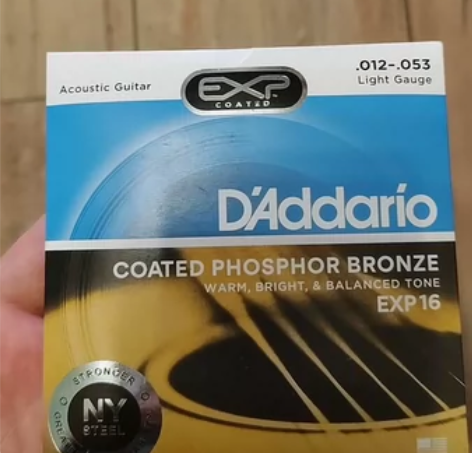 .012-.053
Acoustic Guitar
EXP
Light Gauge
COATED
D'Addario
COATED PHOSPHOR BRONZE
WARM, BRIGHT, & BALANCED TONE
EXP16
STRONGER
NY
STEEL